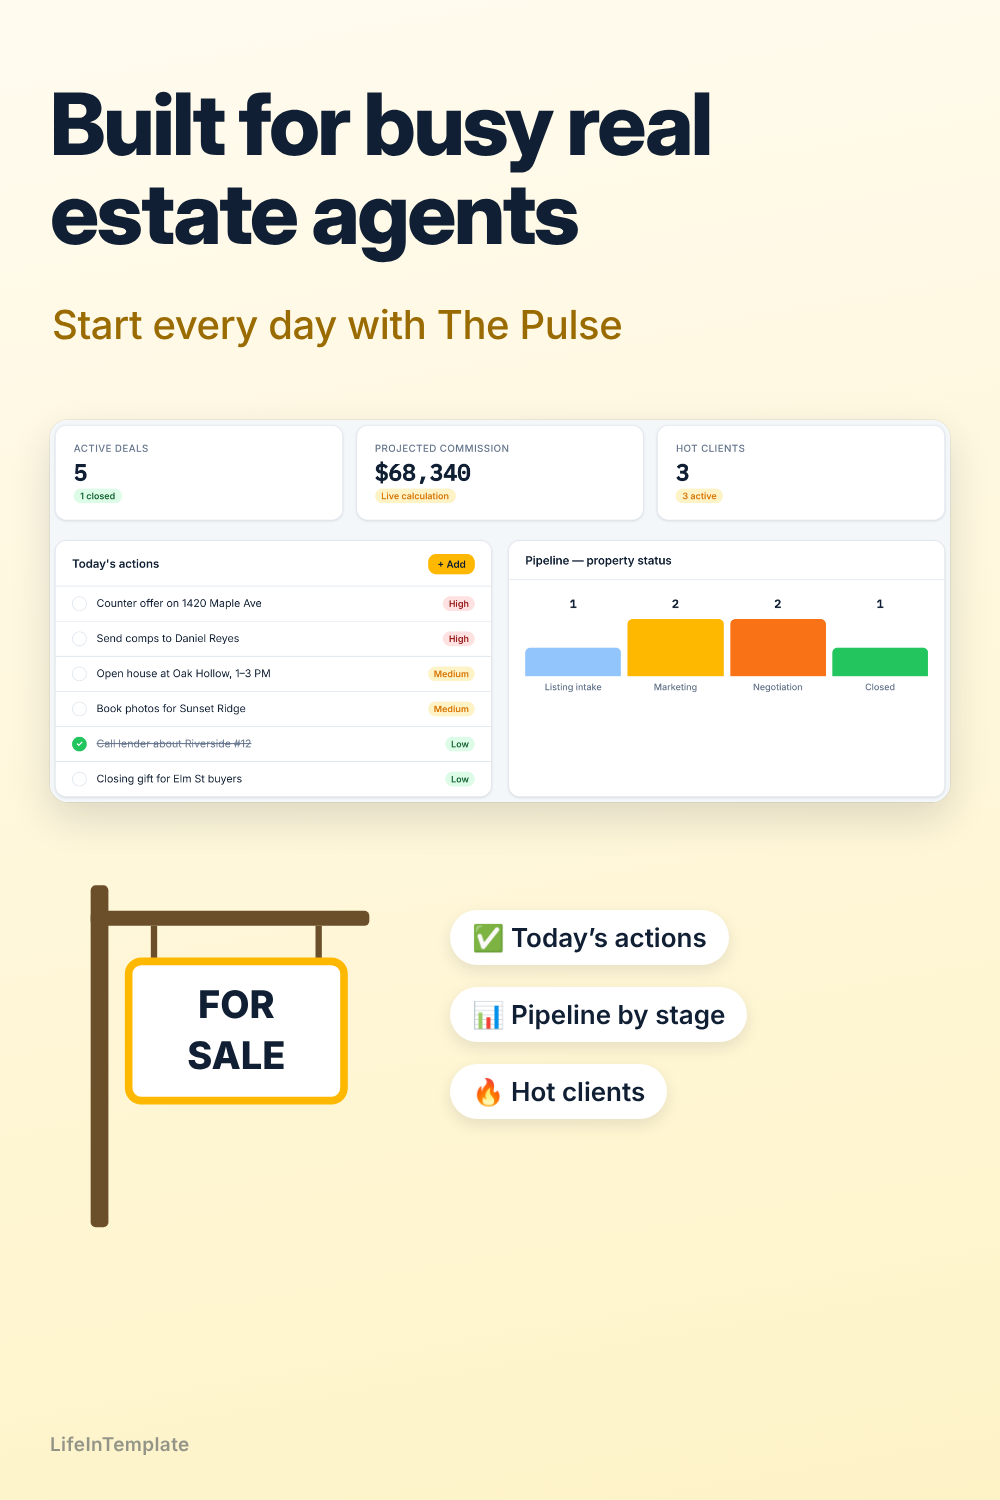 Built for busy real
estate agents
Start every day with The Pulse
ACTIVE DEALS
5
1 closed
PROJECTED COMMISSION
$68,340
Live calculation
HOT CLIENTS
3
3 active
Today's actions
+ Add
Counter offer on 1420 Maple Ave
High
Send comps to Daniel Reyes
High
Open house at Oak Hollow, 1–3 PM
Medium
Book photos for Sunset Ridge
Medium
Call lender about Riverside #12
Low
Closing gift for Elm St buyers
Low
Pipeline — property status
1
2
2
1
Listing intake
Marketing
Negotiation
Closed
FOR
SALE
✅ Today’s actions
📊 Pipeline by stage
🔥 Hot clients
LifeInTemplate